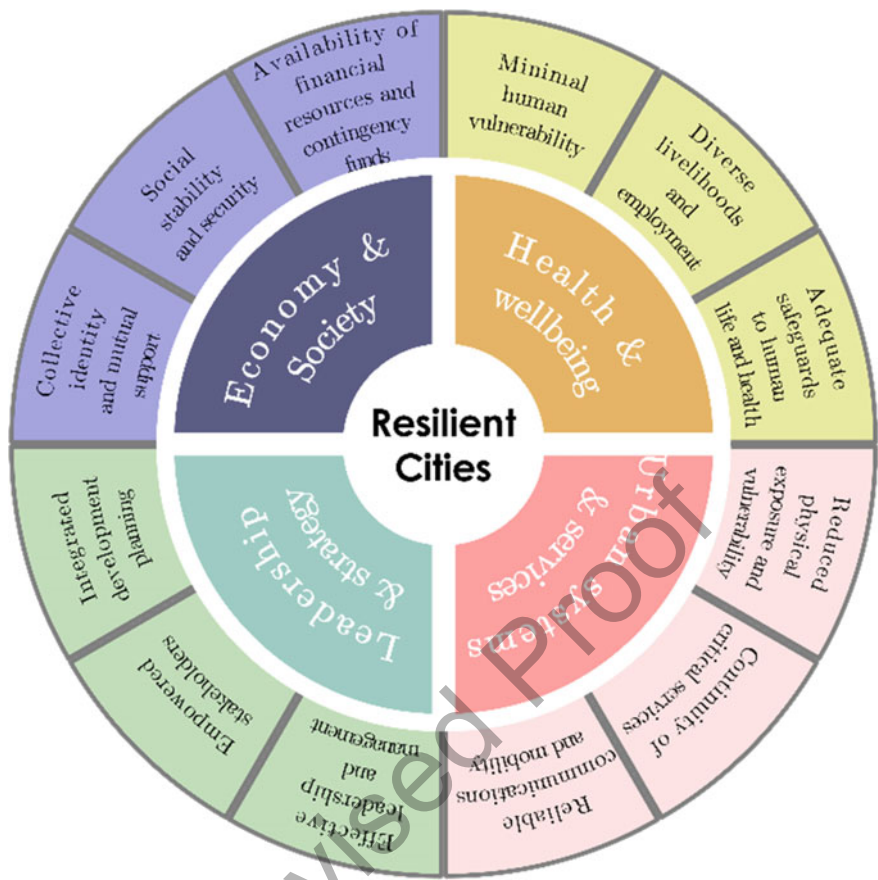 Resilient
Cities
Economy &
Society
Health &
wellbeing
Urban systems
& services
Leadership
& strategy
Minimal
human
vulnerability
Diverse
livelihoods
and
employment
Adequate
safeguards
to human
life and health
Reduced
physical
exposure and
vulnerability
Continuity of
critical services
Reliable
communications
and mobility
Effective
leadership
and
management
Empowered
stakeholders
Integrated
development
planning
Collective
identity
and mutual
support
Social
stability
and security
Availability of
financial
resources and
contingency
funds
vised Proof